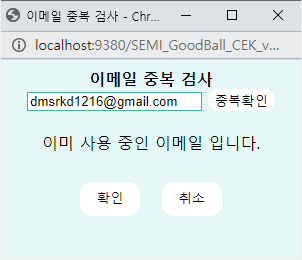 이메일 중복 검사 - Chr...
localhost:9380/SEMI_GoodBall_CEK_v...
이메일 중복 검사
dmsrkd1216@gmail.com 중복확인
이미 사용 중인 이메일 입니다.
확인 취소